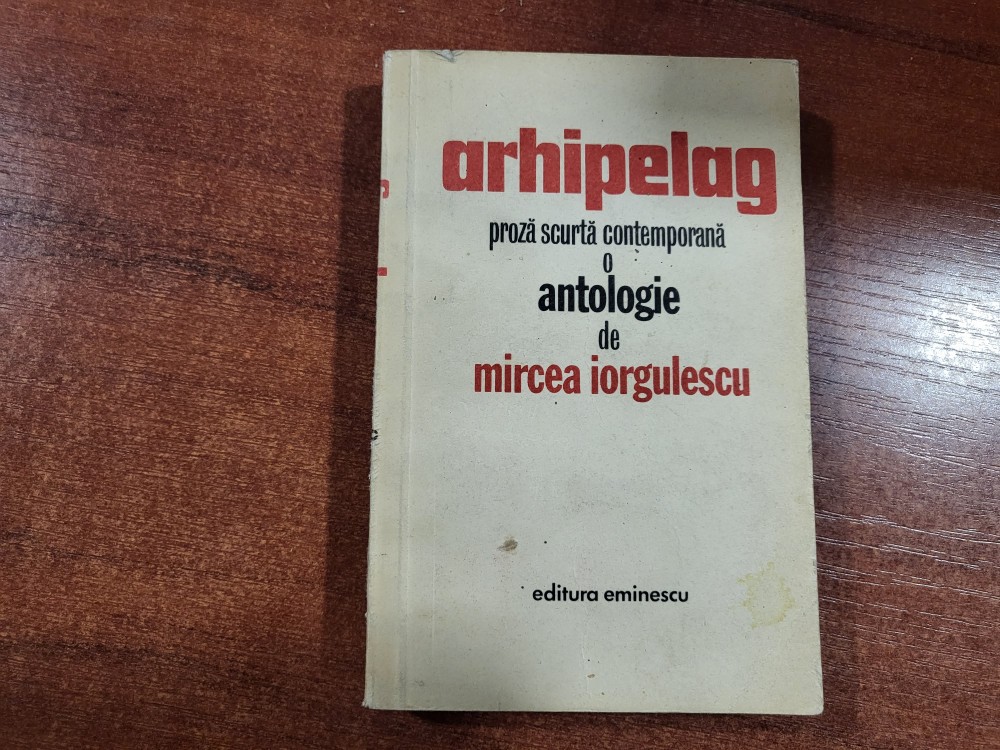 arhipelag
proză scurtă contemporană
o
antologie
de
mircea iorgulescu
editura eminescu